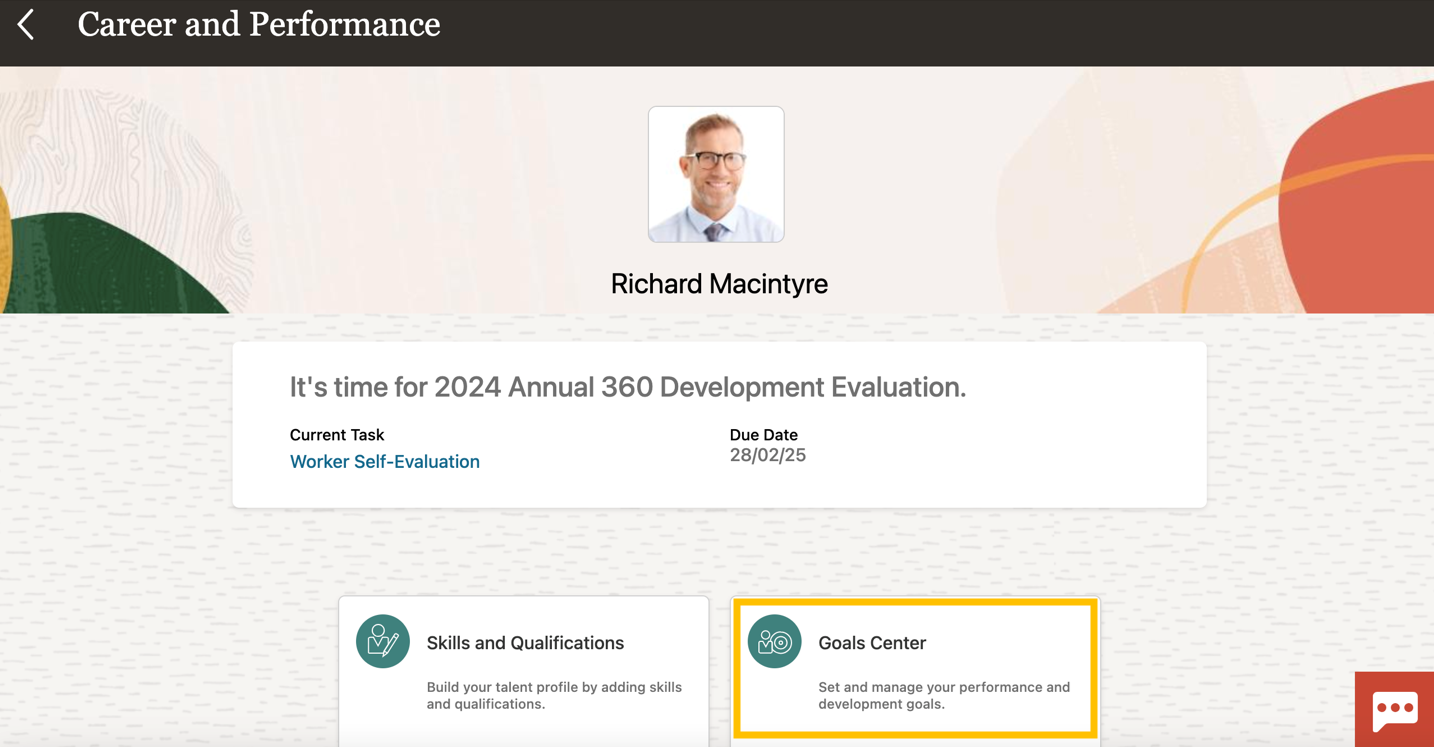 Career and Performance
Richard Macintyre
It's time for 2024 Annual 360 Development Evaluation.
Current Task
Worker Self-Evaluation
Due Date
28/02/25
Skills and Qualifications
Build your talent profile by adding skills
and qualifications.
Goals Center
Set and manage your performance and
development goals.